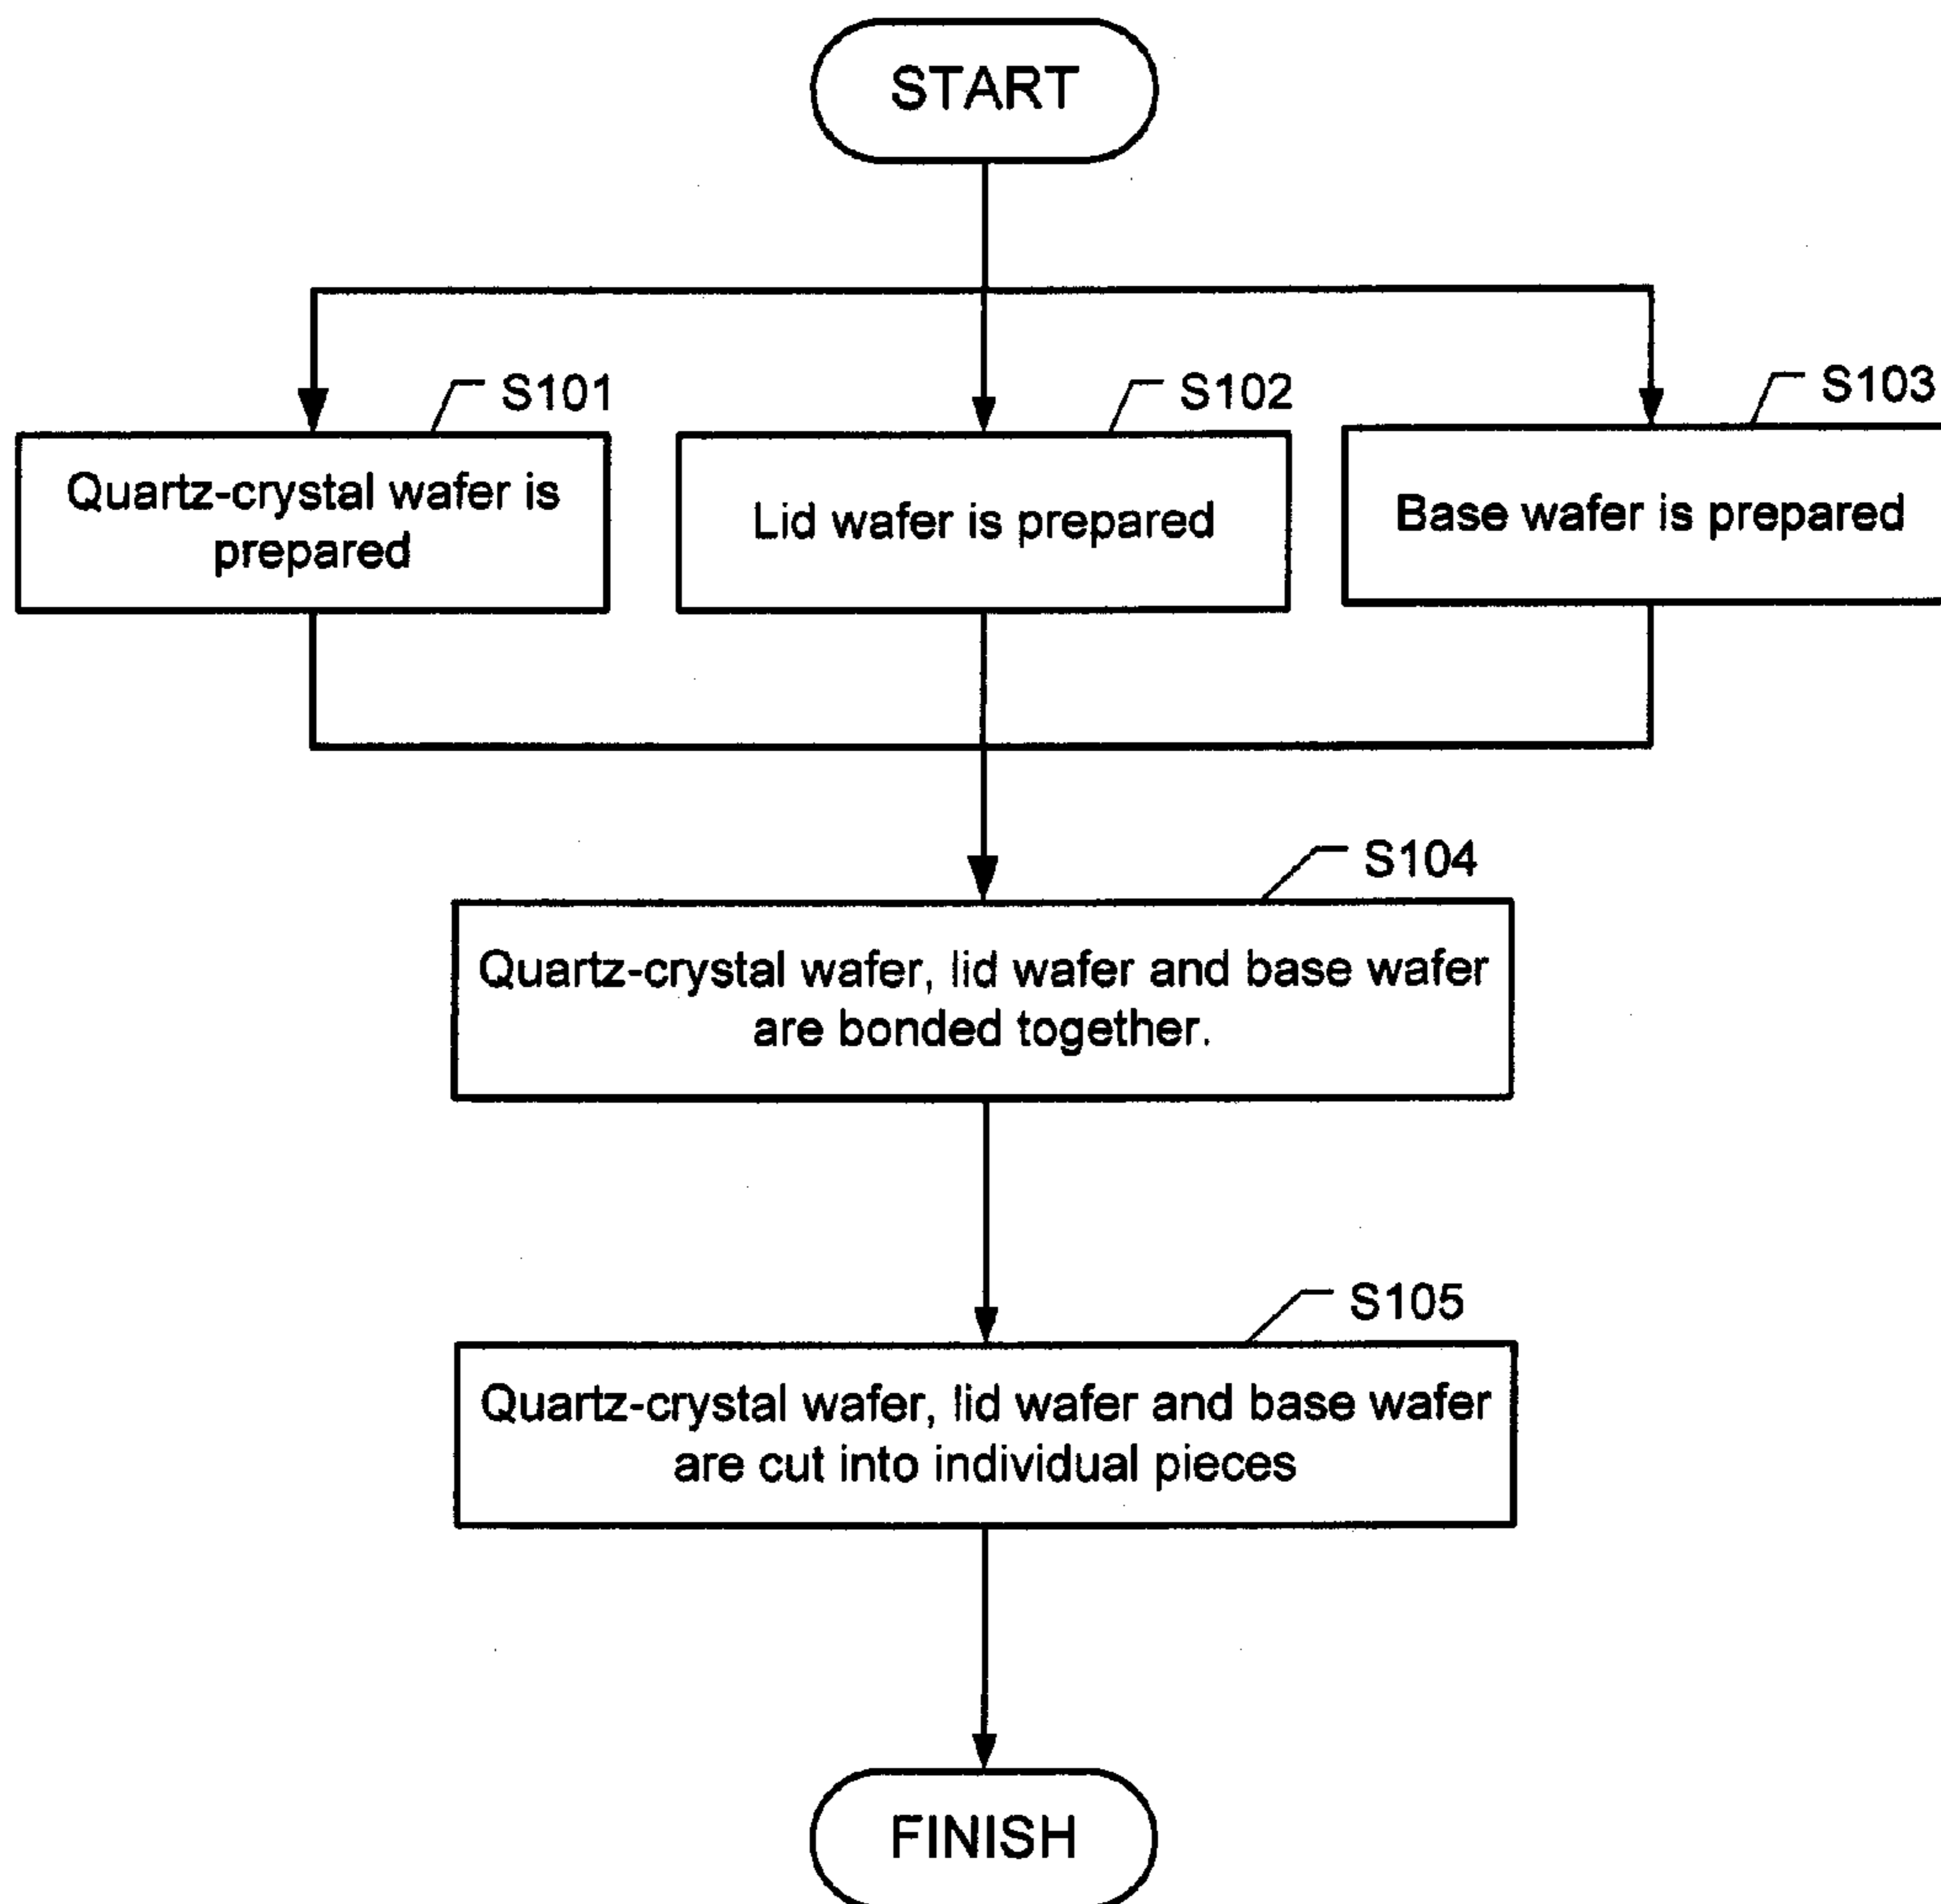 START
S101
S102
S103
Quartz-crystal wafer is
prepared
Lid wafer is prepared
Base wafer is prepared
S104
Quartz-crystal wafer, lid wafer and base wafer
are bonded together.
S105
Quartz-crystal wafer, lid wafer and base wafer
are cut into individual pieces
FINISH